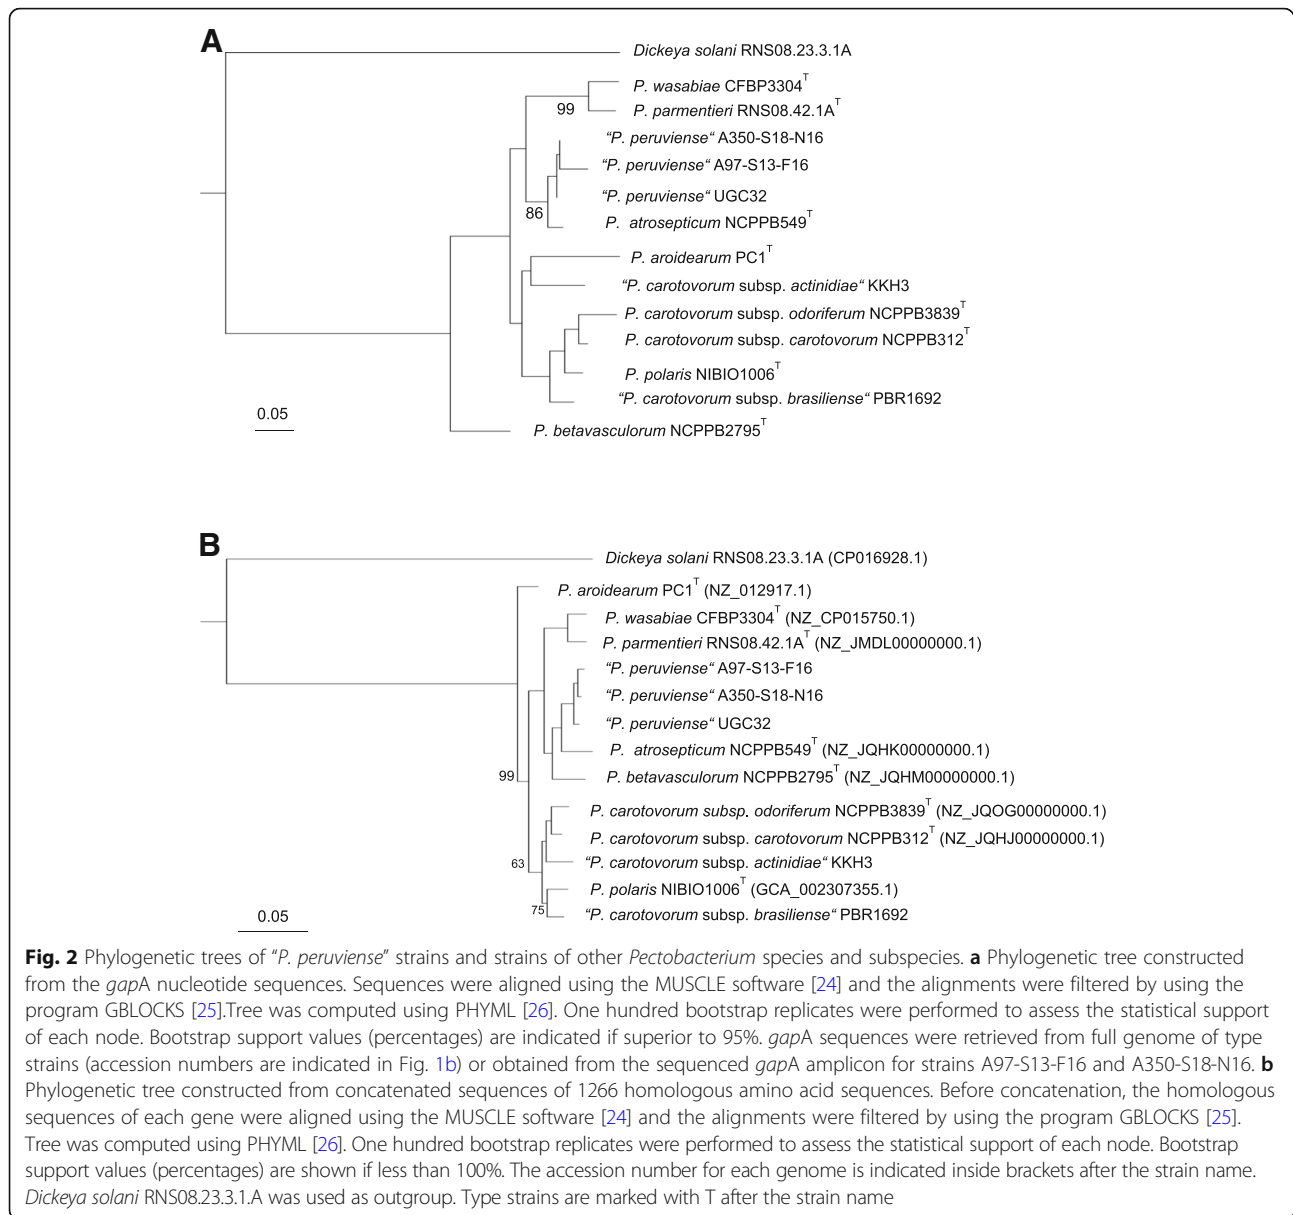 A
Dickeya solani RNS08.23.3.1A
P. wasabiae CFBP3304T
99
P. parmentieri RNS08.42.1AT
“P. peruviense“ A350-S18-N16
“P. peruviense“ A97-S13-F16
“P. peruviense“ UGC32
86
P. atrosepticum NCPPB549T
P. aroidearum PC1T
“P. carotovorum subsp. actinidiae“ KKH3
P. carotovorum subsp. odoriferum NCPPB3839T
P. carotovorum subsp. carotovorum NCPPB312T
P. polaris NIBIO1006T
“P. carotovorum subsp. brasiliense“ PBR1692
0.05
P. betavasculorum NCPPB2795T
B
Dickeya solani RNS08.23.3.1A (CP016928.1)
P. aroidearum PC1T (NZ_012917.1)
P. wasabiae CFBP3304T (NZ_CP015750.1)
P. parmentieri RNS08.42.1AT (NZ_JMDL00000000.1)
“P. peruviense“ A97-S13-F16
“P. peruviense“ A350-S18-N16
“P. peruviense“ UGC32
P. atrosepticum NCPPB549T (NZ_JQHK00000000.1)
99
P. betavasculorum NCPPB2795T (NZ_JQHM00000000.1)
P. carotovorum subsp. odoriferum NCPPB3839T (NZ_JQOG00000000.1)
P. carotovorum subsp. carotovorum NCPPB312T (NZ_JQHJ00000000.1)
63
“P. carotovorum subsp. actinidiae“ KKH3
P. polaris NIBIO1006T (GCA_002307355.1)
75
“P. carotovorum subsp. brasiliense“ PBR1692
0.05
Fig. 2 Phylogenetic trees of “P. peruviense” strains and strains of other Pectobacterium species and subspecies. a Phylogenetic tree constructed
from the gapA nucleotide sequences. Sequences were aligned using the MUSCLE software [24] and the alignments were filtered by using the
program GBLOCKS [25].Tree was computed using PHYML [26]. One hundred bootstrap replicates were performed to assess the statistical support
of each node. Bootstrap support values (percentages) are indicated if superior to 95%. gapA sequences were retrieved from full genome of type
strains (accession numbers are indicated in Fig. 1b) or obtained from the sequenced gapA amplicon for strains A97-S13-F16 and A350-S18-N16. b
Phylogenetic tree constructed from concatenated sequences of 1266 homologous amino acid sequences. Before concatenation, the homologous
sequences of each gene were aligned using the MUSCLE software [24] and the alignments were filtered by using the program GBLOCKS [25].
Tree was computed using PHYML [26]. One hundred bootstrap replicates were performed to assess the statistical support of each node. Bootstrap
support values (percentages) are shown if less than 100%. The accession number for each genome is indicated inside brackets after the strain name.
Dickeya solani RNS08.23.3.1.A was used as outgroup. Type strains are marked with T after the strain name